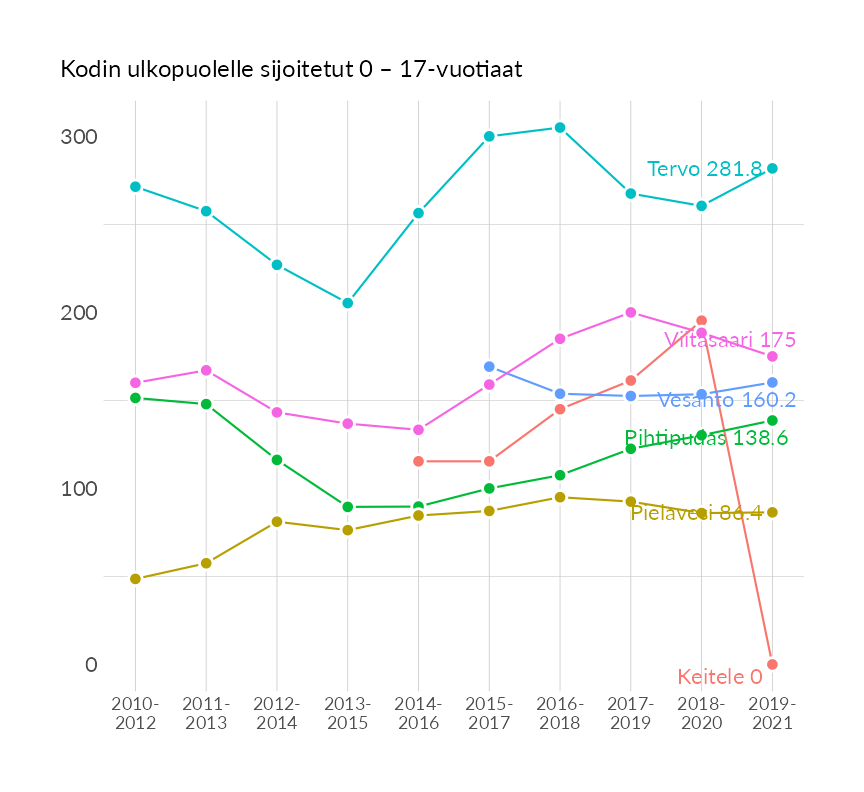 Kodin ulkopuolelle sijoitetut 0 – 17-vuotiaat
300
Tervo 281.8
200
Viitasaari 175
Vesanto 160.2
Pihtipudas 138.6
100
Pielavesi 86.4
0
Keitele 0
2010- 2011- 2012- 2013- 2014- 2015- 2016- 2017- 2018- 2019-
2012 2013 2014 2015 2016 2017 2018 2019 2020 2021